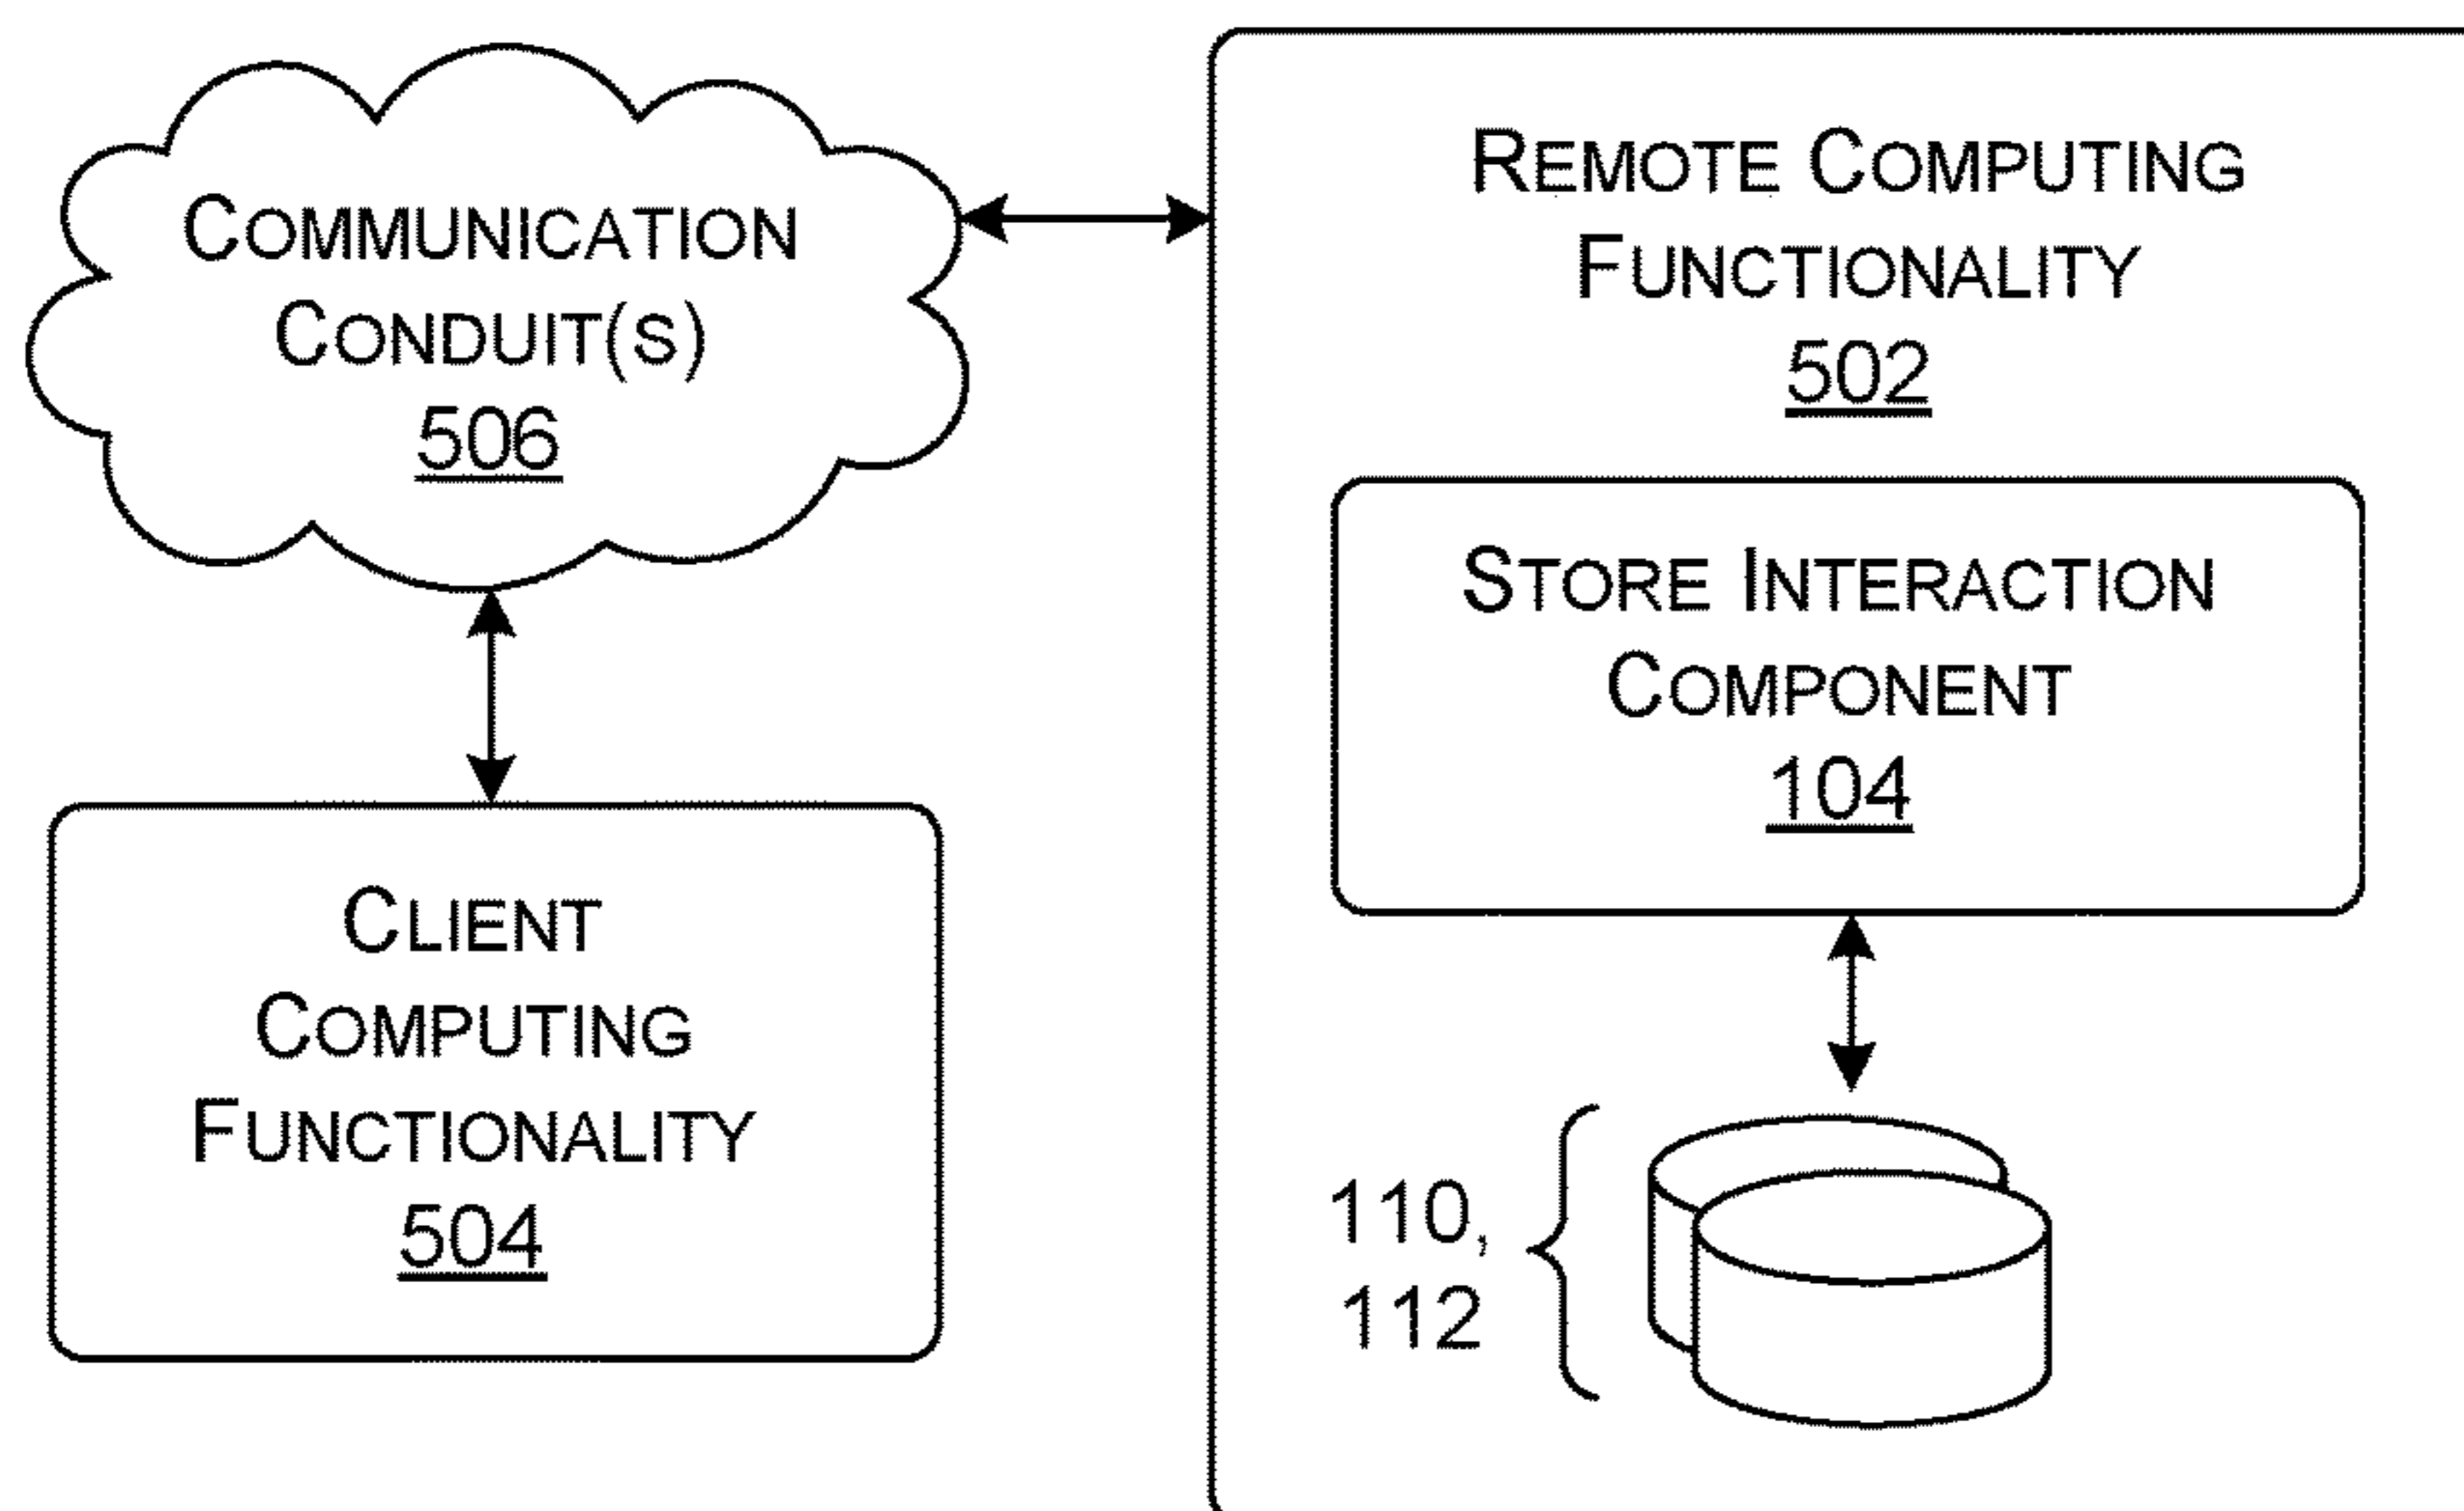 COMMUNICATION
CONDUIT(S)
506
REMOTE COMPUTING
FUNCTIONALITY
502
STORE INTERACTION
COMPONENT
104
CLIENT
COMPUTING
FUNCTIONALITY
504
110,
112